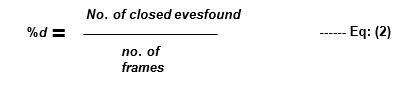 No. of closed evesfound
%d = ------ Eq: (2)
no. of
frames